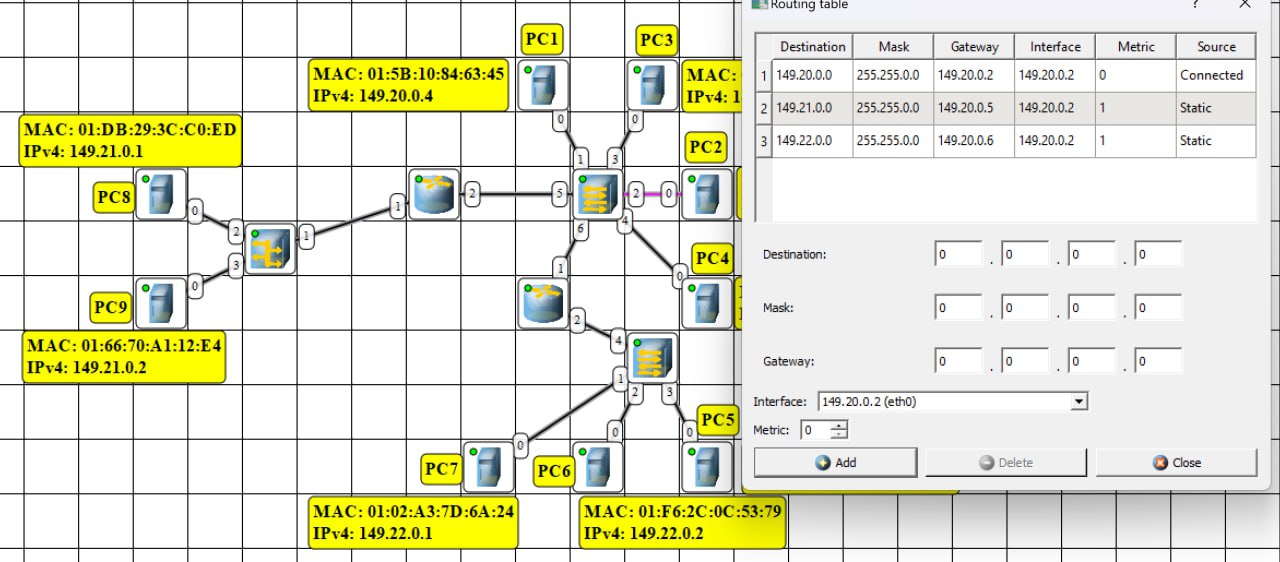 Routing table
?
X
PC1
PC3
MAC: 01:5B:10:84:63:45
IPv4: 149.20.0.4
MAC:
IPv4: 1
0
0
1
3
MAC: 01:DB:29:3C:C0:ED
IPv4: 149.21.0.1
PC2
PC8
0
2
1
1
2
5
2
0
4
6
3
0
PC9
MAC: 01:66:70:A1:12:E4
IPv4: 149.21.0.2
PC4
0
1
2
4
1
2
3
PC5
0
0
0
PC7
PC6
MAC: 01:02:A3:7D:6A:24
IPv4: 149.22.0.1
MAC: 01:F6:2C:0C:53:79
IPv4: 149.22.0.2
Destination Mask Gateway Interface Metric Source
1 149.20.0.0 255.255.0.0 149.20.0.2 149.20.0.2 0 Connected
2 149.21.0.0 255.255.0.0 149.20.0.5 149.20.0.2 1 Static
3 149.22.0.0 255.255.0.0 149.20.0.6 149.20.0.2 1 Static
Destination: 0 . 0 . 0 . 0
Mask: 0 . 0 . 0 . 0
Gateway: 0 . 0 . 0 . 0
Interface: 149.20.0.2 (eth0)
Metric: 0
Add Delete Close